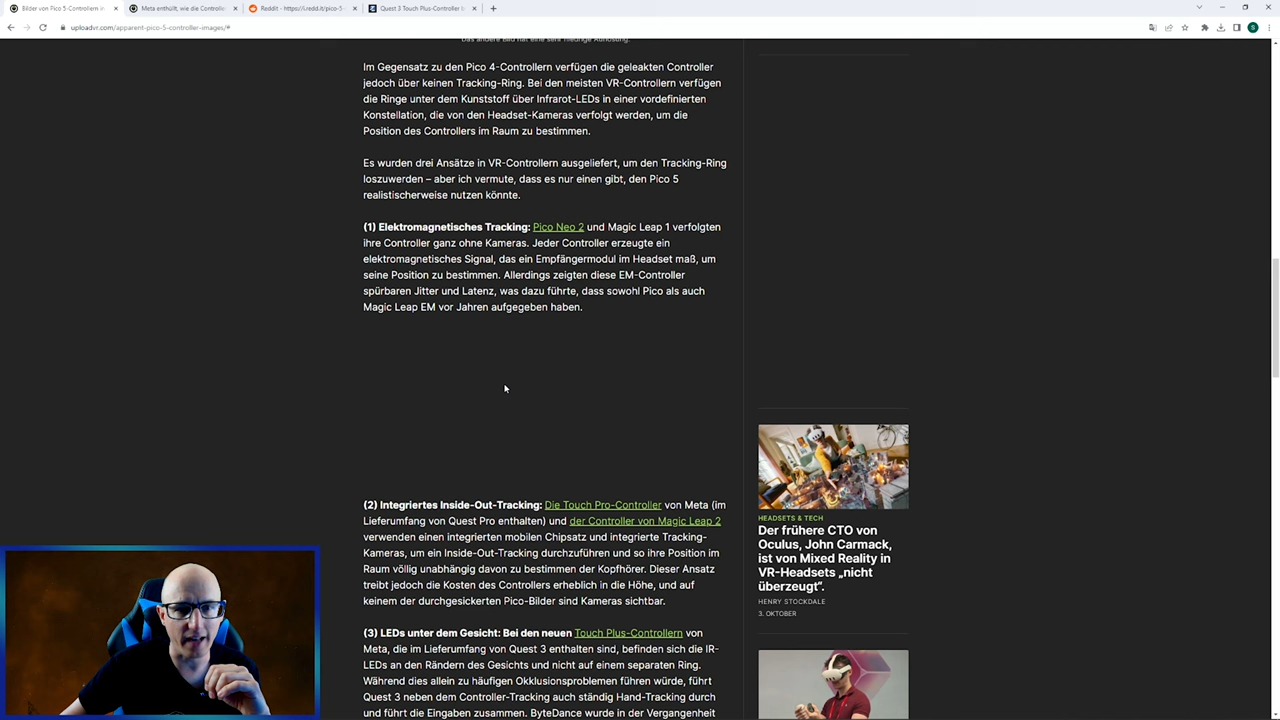 Bilder von Pico 5-Controllern in
Meta enthüllt, wie die Controlle
Reddit - https://i.redd.it/pico-5-
Quest 3 Touch Plus-Controller b
uploadvr.com/apparent-pico-5-controller-images/#
S
Das andere Bild hat eine sehr niedrige Auflösung.
Im Gegensatz zu den Pico 4-Controllern verfügen die geleakten Controller
jedoch über keinen Tracking-Ring. Bei den meisten VR-Controllern verfügen
die Ringe unter dem Kunststoff über Infrarot-LEDs in einer vordefinierten
Konstellation, die von den Headset-Kameras verfolgt werden, um die
Position des Controllers im Raum zu bestimmen.
Es wurden drei Ansätze in VR-Controllern ausgeliefert, um den Tracking-Ring
loszuwerden – aber ich vermute, dass es nur einen gibt, den Pico 5
realistischerweise nutzen könnte.
(1) Elektromagnetisches Tracking: Pico Neo 2 und Magic Leap 1 verfolgten
ihre Controller ganz ohne Kameras. Jeder Controller erzeugte ein
elektromagnetisches Signal, das ein Empfängermodul im Headset maß, um
seine Position zu bestimmen. Allerdings zeigten diese EM-Controller
spürbaren Jitter und Latenz, was dazu führte, dass sowohl Pico als auch
Magic Leap EM vor Jahren aufgegeben haben.
(2) Integriertes Inside-Out-Tracking: Die Touch Pro-Controller von Meta (im
Lieferumfang von Quest Pro enthalten) und der Controller von Magic Leap 2
verwenden einen integrierten mobilen Chipsatz und integrierte Tracking-
Kameras, um ein Inside-Out-Tracking durchzuführen und so ihre Position im
Raum völlig unabhängig davon zu bestimmen der Kopfhörer. Dieser Ansatz
treibt jedoch die Kosten des Controllers erheblich in die Höhe, und auf
keinem der durchgesickerten Pico-Bilder sind Kameras sichtbar.
(3) LEDs unter dem Gesicht: Bei den neuen Touch Plus-Controllern von
Meta, die im Lieferumfang von Quest 3 enthalten sind, befinden sich die IR-
LEDs an den Rändern des Gesichts und nicht auf einem separaten Ring.
Während dies allein zu häufigen Okklusionsproblemen führen würde, führt
Quest 3 neben dem Controller-Tracking auch ständig Hand-Tracking durch
und führt die Eingaben zusammen. ByteDance wurde in der Vergangenheit
HEADSETS & TECH
Der frühere CTO von
Oculus, John Carmack,
ist von Mixed Reality in
VR-Headsets „nicht
überzeugt“.
HENRY STOCKDALE
3. OKTOBER